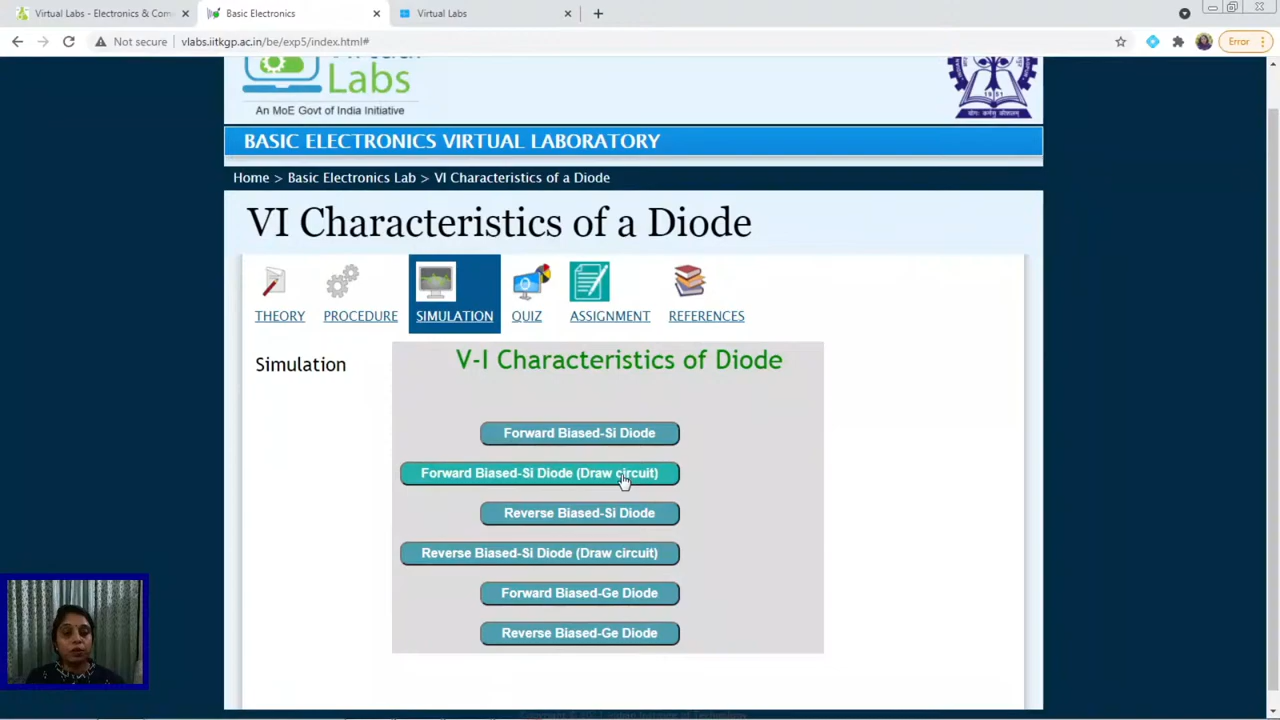 Virtual Labs - Electronics & Com
Basic Electronics
Virtual Labs
Not secure
vlabs.iitkgp.ac.in/be/exp5/index.html#
Error
Labs
An MoE Govt of India Initiative
1951
योगः कर्मसु कौशलम्
BASIC ELECTRONICS VIRTUAL LABORATORY
Home > Basic Electronics Lab > VI Characteristics of a Diode
VI Characteristics of a Diode
THEORY
PROCEDURE
SIMULATION
QUIZ
ASSIGNMENT
REFERENCES
Simulation
V-I Characteristics of Diode
Forward Biased-Si Diode
Forward Biased-Si Diode (Draw circuit)
Reverse Biased-Si Diode
Reverse Biased-Si Diode (Draw circuit)
Forward Biased-Ge Diode
Reverse Biased-Ge Diode